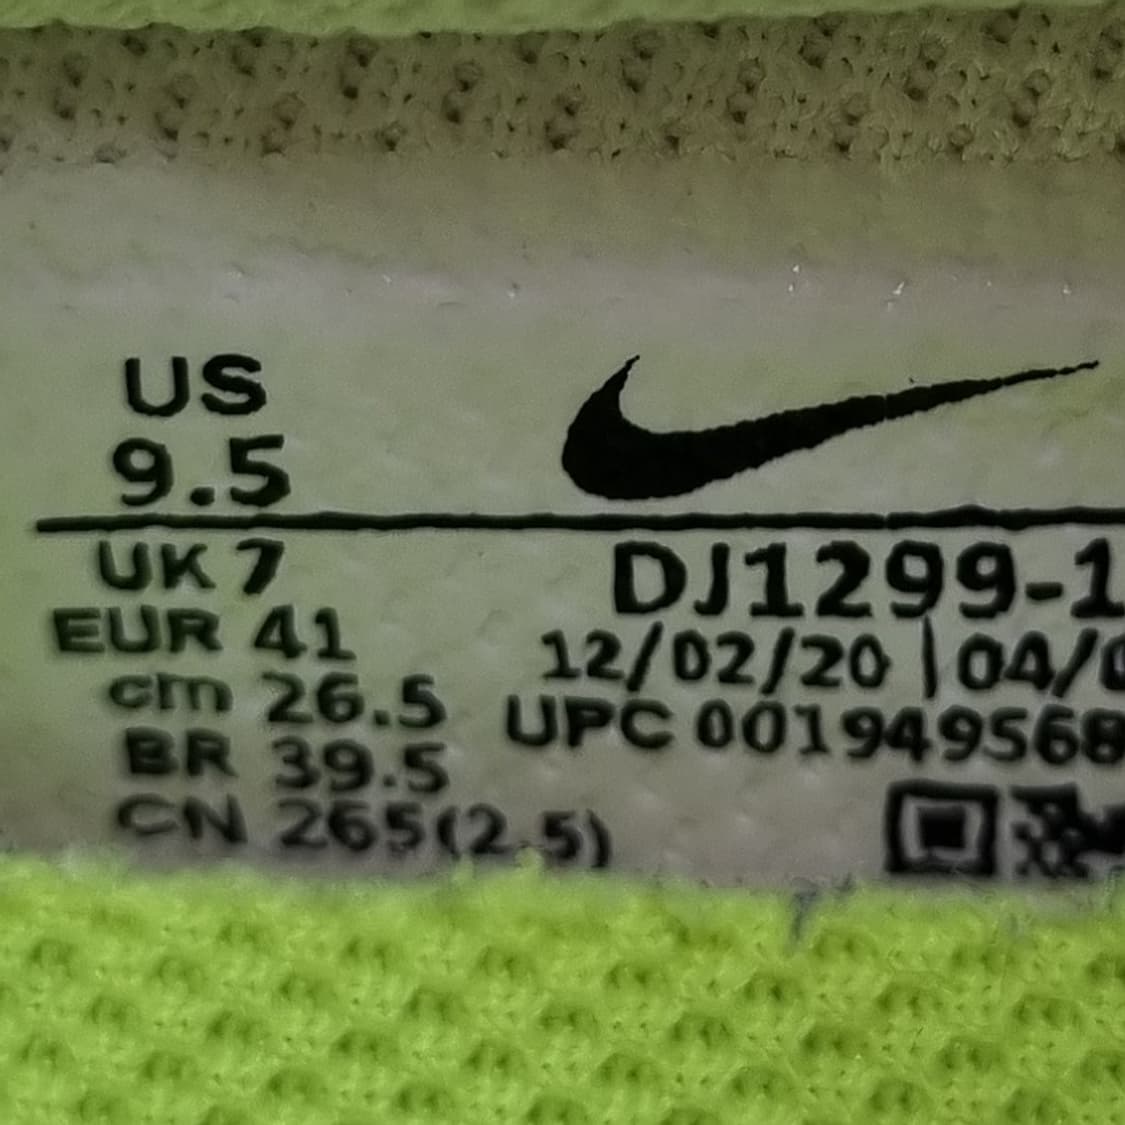 US
9.5
UK 7
EUR 41
cm 26.5
BR 39.5
CN 265(2.5)
DJ1299-1
12/02/20 | 04/0
UPC 001949568